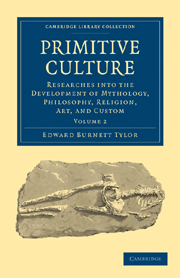 CAMBRIDGE LIBRARY COLLECTION
PRIMITIVE
CULTURE
RESEARCHES INTO THE
DEVELOPMENT OF MYTHOLOGY,
PHILOSOPHY, RELIGION,
ART, AND CUSTOM
VOLUME 2
EDWARD BURNETT TYLOR
CAMBRIDGE